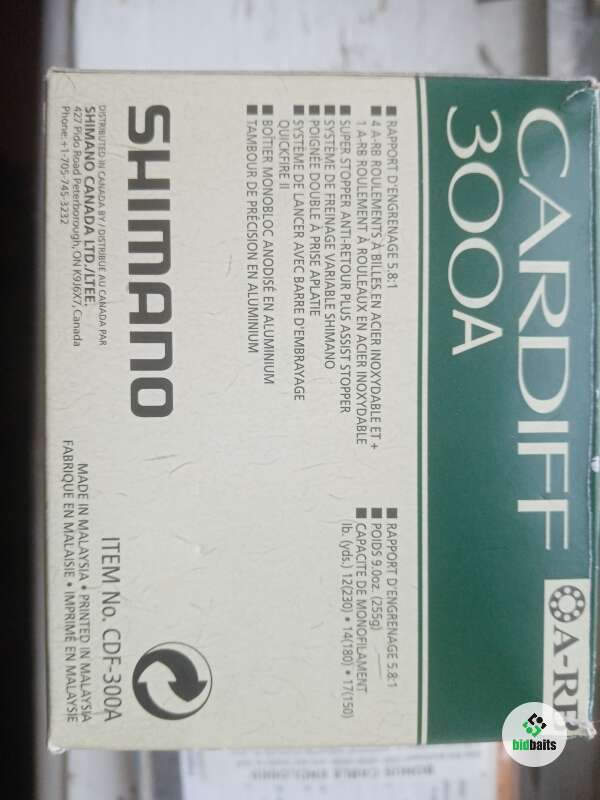 CARDIFF
300A
A-RB
■ RAPPORT D'ENGRENAGE 5.8:1
■ 4 A-RB ROULEMENTS À BILLES EN ACIER INOXYDABLE ET +
1 A-RB ROULEMENT À ROULEAUX EN ACIER INOXYDABLE
■ SUPER STOPPER ANTI-RETOUR PLUS ASSIST STOPPER
■ SYSTÈME DE FREINAGE VARIABLE SHIMANO
■ POIGNÉE DOUBLE À PRISE APLATIE
■ SYSTÈME DE LANCER AVEC BARRE D'EMBRAYAGE
QUICKFIRE II
■ BOÎTIER MONOBLOC ANODISÉ EN ALUMINIUM
■ TAMBOUR DE PRÉCISION EN ALUMINIUM
■ RAPPORT D'ENGRENAGE 5.8:1
■ POIDS 9.0oz. (255g)
■ CAPACITÉ DE MONOFILAMENT
lb. (yds.) 12(230) • 14(180) • 17(150)
SHIMANO
DISTRIBUTED IN CANADA BY / DISTRIBUÉ AU CANADA PAR
SHIMANO CANADA LTD./LTÉE.
427 Pido Road Peterborough, ON K9J6X7, Canada
Phone: +1-705-745-3232
ITEM No. CDF-300A
MADE IN MALAYSIA • PRINTED IN MALAYSIA
FABRIQUÉ EN MALAISIE • IMPRIMÉ EN MALAYSIE
bidbaits